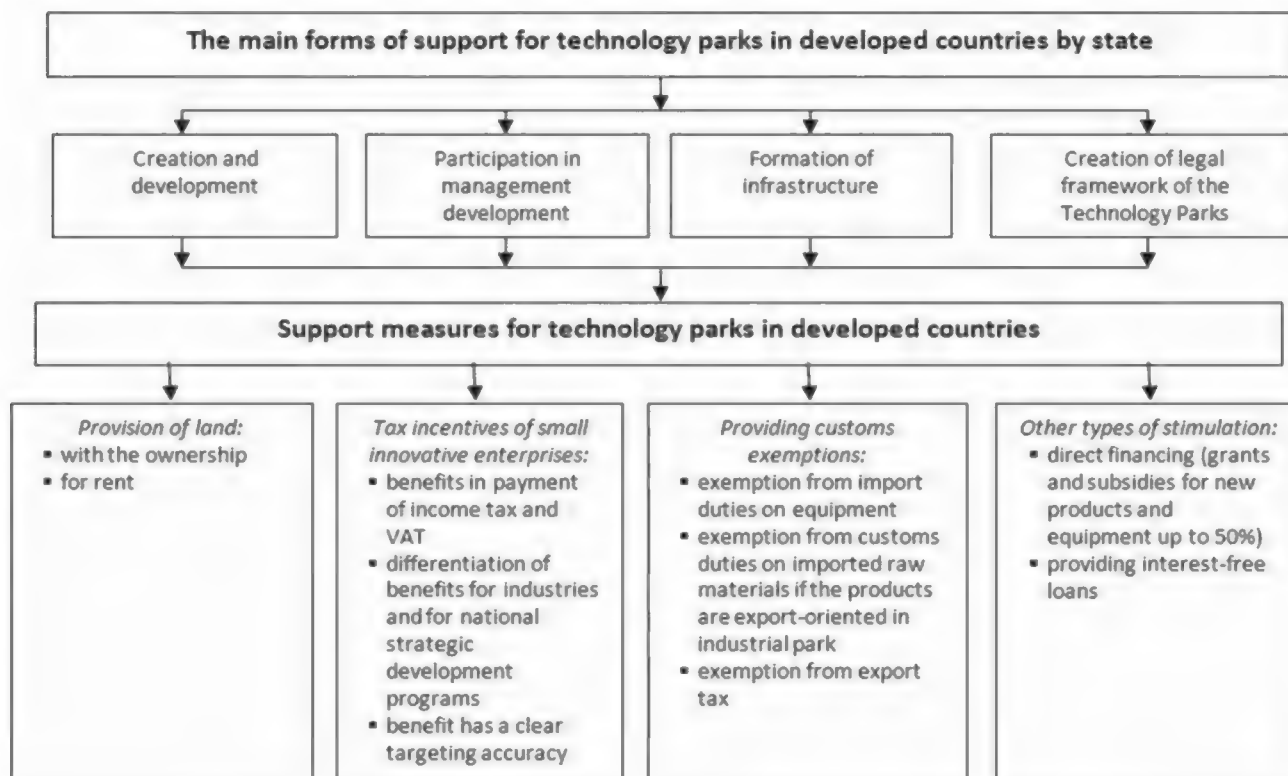 The main forms of support for technology parks in developed countries by state
Creation and
development
Participation in
management
development
Formation of
infrastructure
Creation of legal
framework of the
Technology Parks
Support measures for technology parks in developed countries
Provision of land:
▪ with the ownership
▪ for rent
Tax incentives of small
innovative enterprises:
▪ benefits in payment
of income tax and
VAT
▪ differentiation of
benefits for industries
and for national
strategic
development
programs
▪ benefit has a clear
targeting accuracy
Providing customs
exemptions:
▪ exemption from import
duties on equipment
▪ exemption from customs
duties on imported raw
materials if the products
are export-oriented in
industrial park
▪ exemption from export
tax
Other types of stimulation:
▪ direct financing (grants
and subsidies for new
products and
equipment up to 50%)
▪ providing interest-free
loans